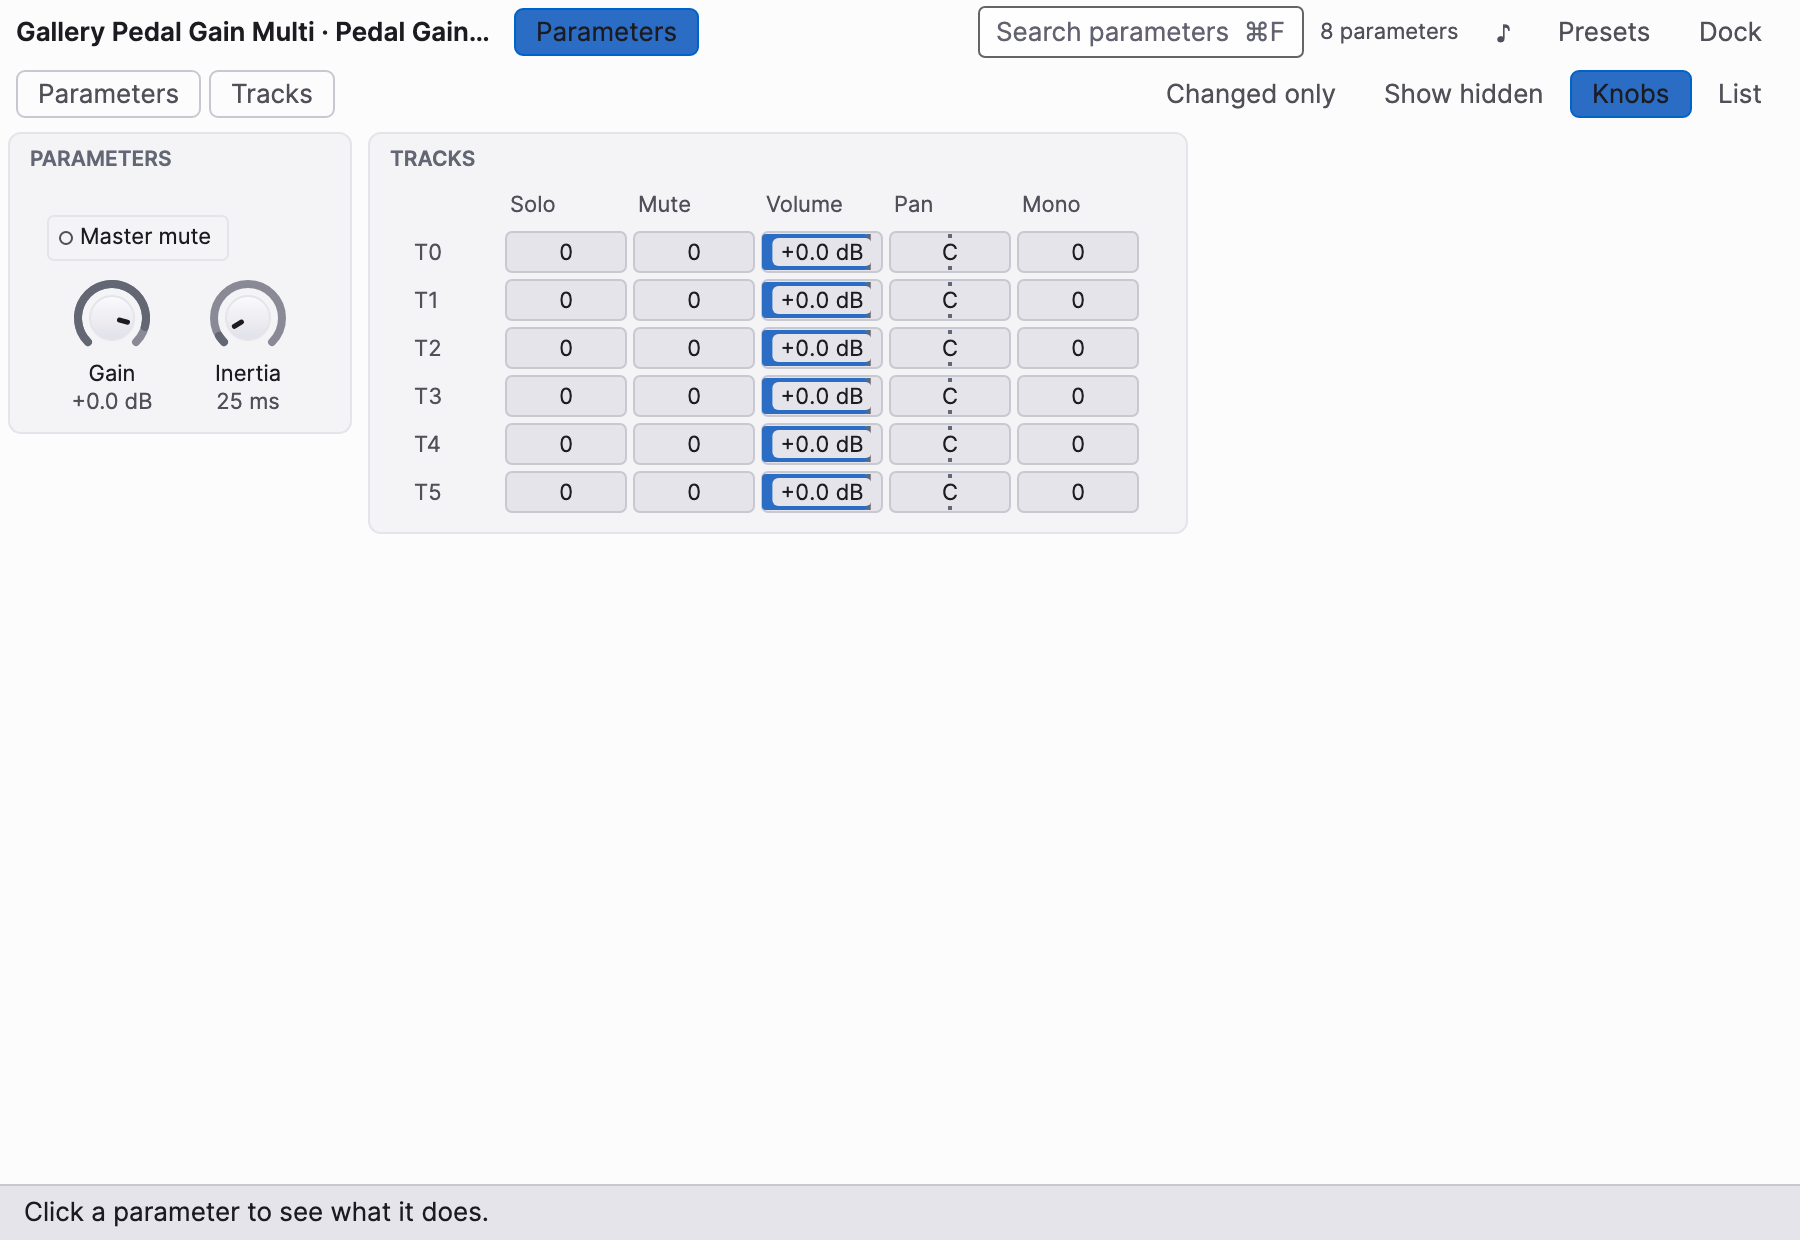 Gallery Pedal Gain Multi · Pedal Gain... Parameters Search parameters ⌘F 8 parameters ♪ Presets Dock
Parameters Tracks Changed only Show hidden Knobs List
PARAMETERS
Master mute
Gain Inertia
+0.0 dB 25 ms
TRACKS
Solo Mute Volume Pan Mono
T0 0 0 +0.0 dB C 0
T1 0 0 +0.0 dB C 0
T2 0 0 +0.0 dB C 0
T3 0 0 +0.0 dB C 0
T4 0 0 +0.0 dB C 0
T5 0 0 +0.0 dB C 0
Click a parameter to see what it does.